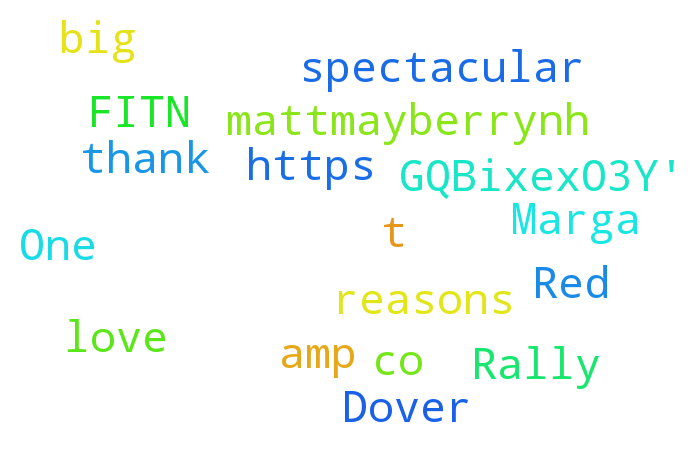 big
spectacular
FITN
mattmayberrynh
thank
https
GQBixexO3Y'
Marga
One
t
Red
reasons
love
amp
co
Rally
Dover